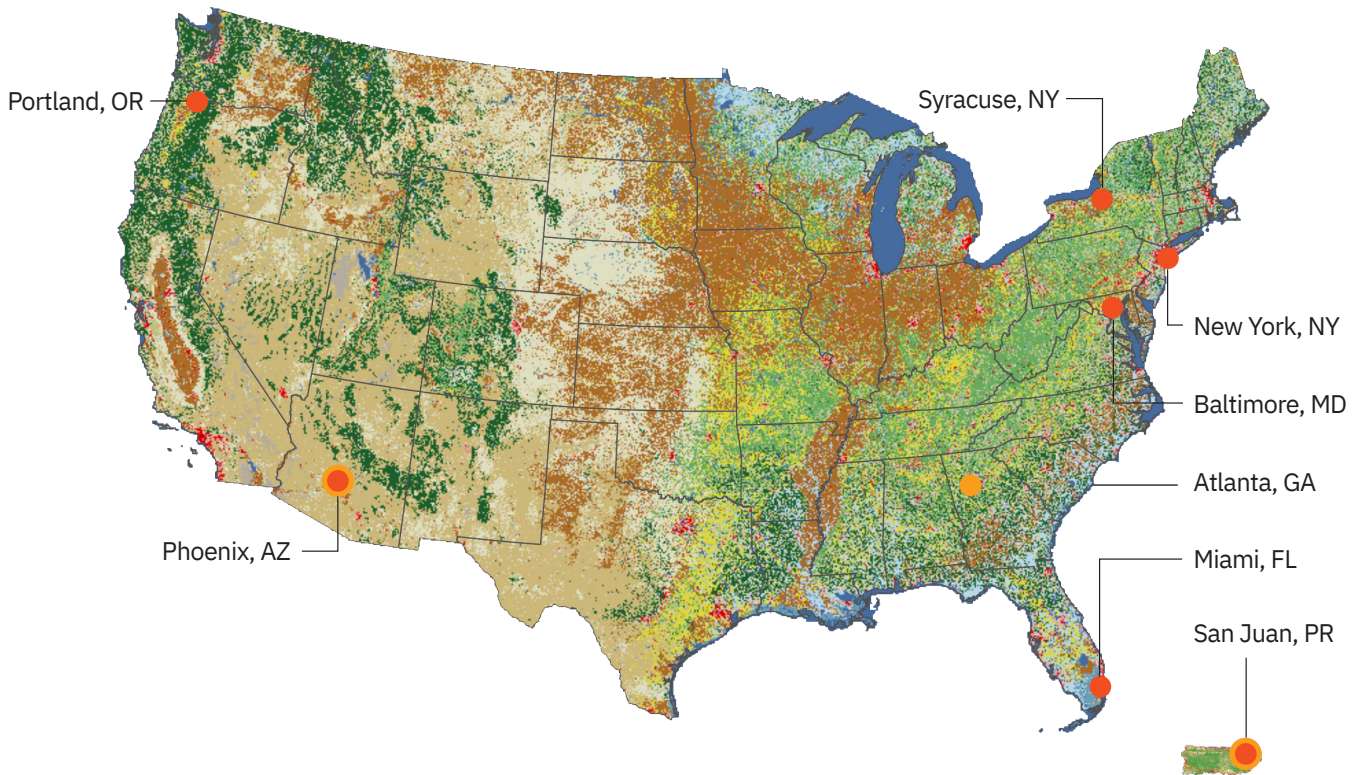 Portland, OR
Syracuse, NY
New York, NY
Baltimore, MD
Atlanta, GA
Phoenix, AZ
Miami, FL
San Juan, PR